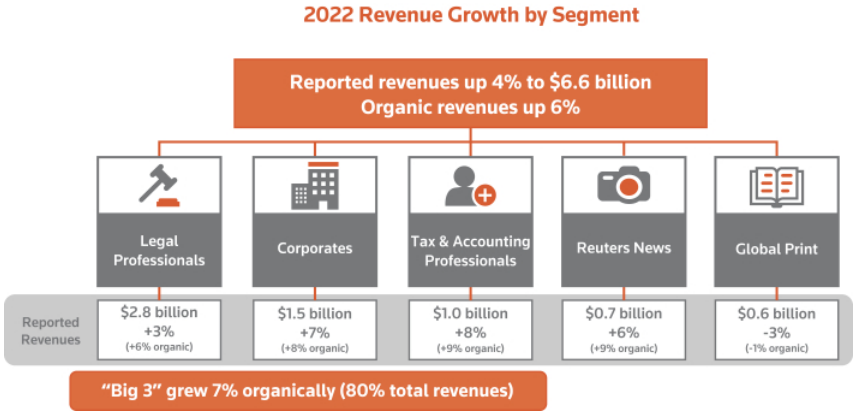 2022 Revenue Growth by Segment
Reported revenues up 4% to $6.6 billion
Organic revenues up 6%
Legal
Professionals
Corporates
Tax & Accounting
Professionals
Reuters News
Global Print
Reported
Revenues
$2.8 billion
+3%
(+6% organic)
$1.5 billion
+7%
(+8% organic)
$1.0 billion
+8%
(+9% organic)
$0.7 billion
+6%
(+9% organic)
$0.6 billion
-3%
(-1% organic)
“Big 3” grew 7% organically (80% total revenues)